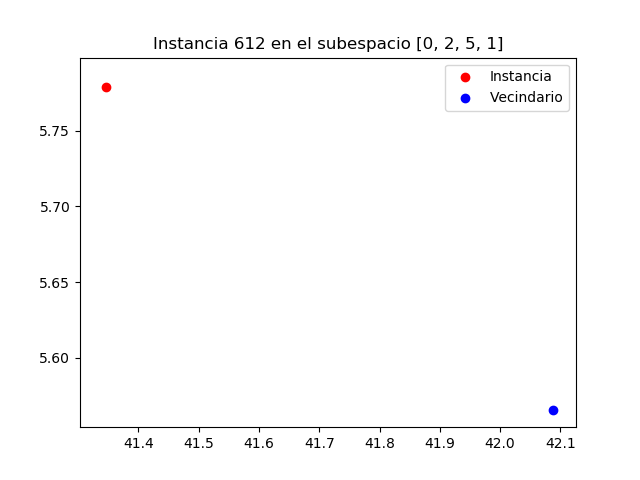 Instancia 612 en el subespacio [0, 2, 5, 1]
Instancia
Vecindario
5.75
5.70
5.65
5.60
41.4 41.5 41.6 41.7 41.8 41.9 42.0 42.1